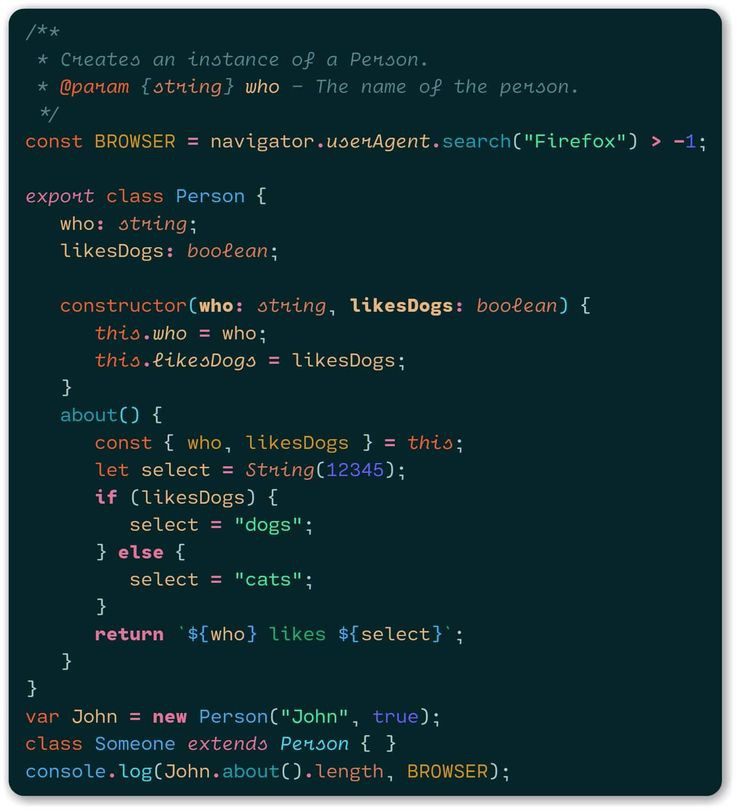 /**
 * Creates an instance of a Person.
 * @param {string} who - The name of the person.
 */
const BROWSER = navigator.userAgent.search("Firefox") > -1;
export class Person {
   who: string;
   likesDogs: boolean;
   constructor(who: string, likesDogs: boolean) {
      this.who = who;
      this.likesDogs = likesDogs;
   }
   about() {
      const { who, likesDogs } = this;
      let select = String(12345);
      if (likesDogs) {
         select = "dogs";
      } else {
         select = "cats";
      }
      return `${who} likes ${select}`;
   }
}
var John = new Person("John", true);
class Someone extends Person { }
console.log(John.about().length, BROWSER);